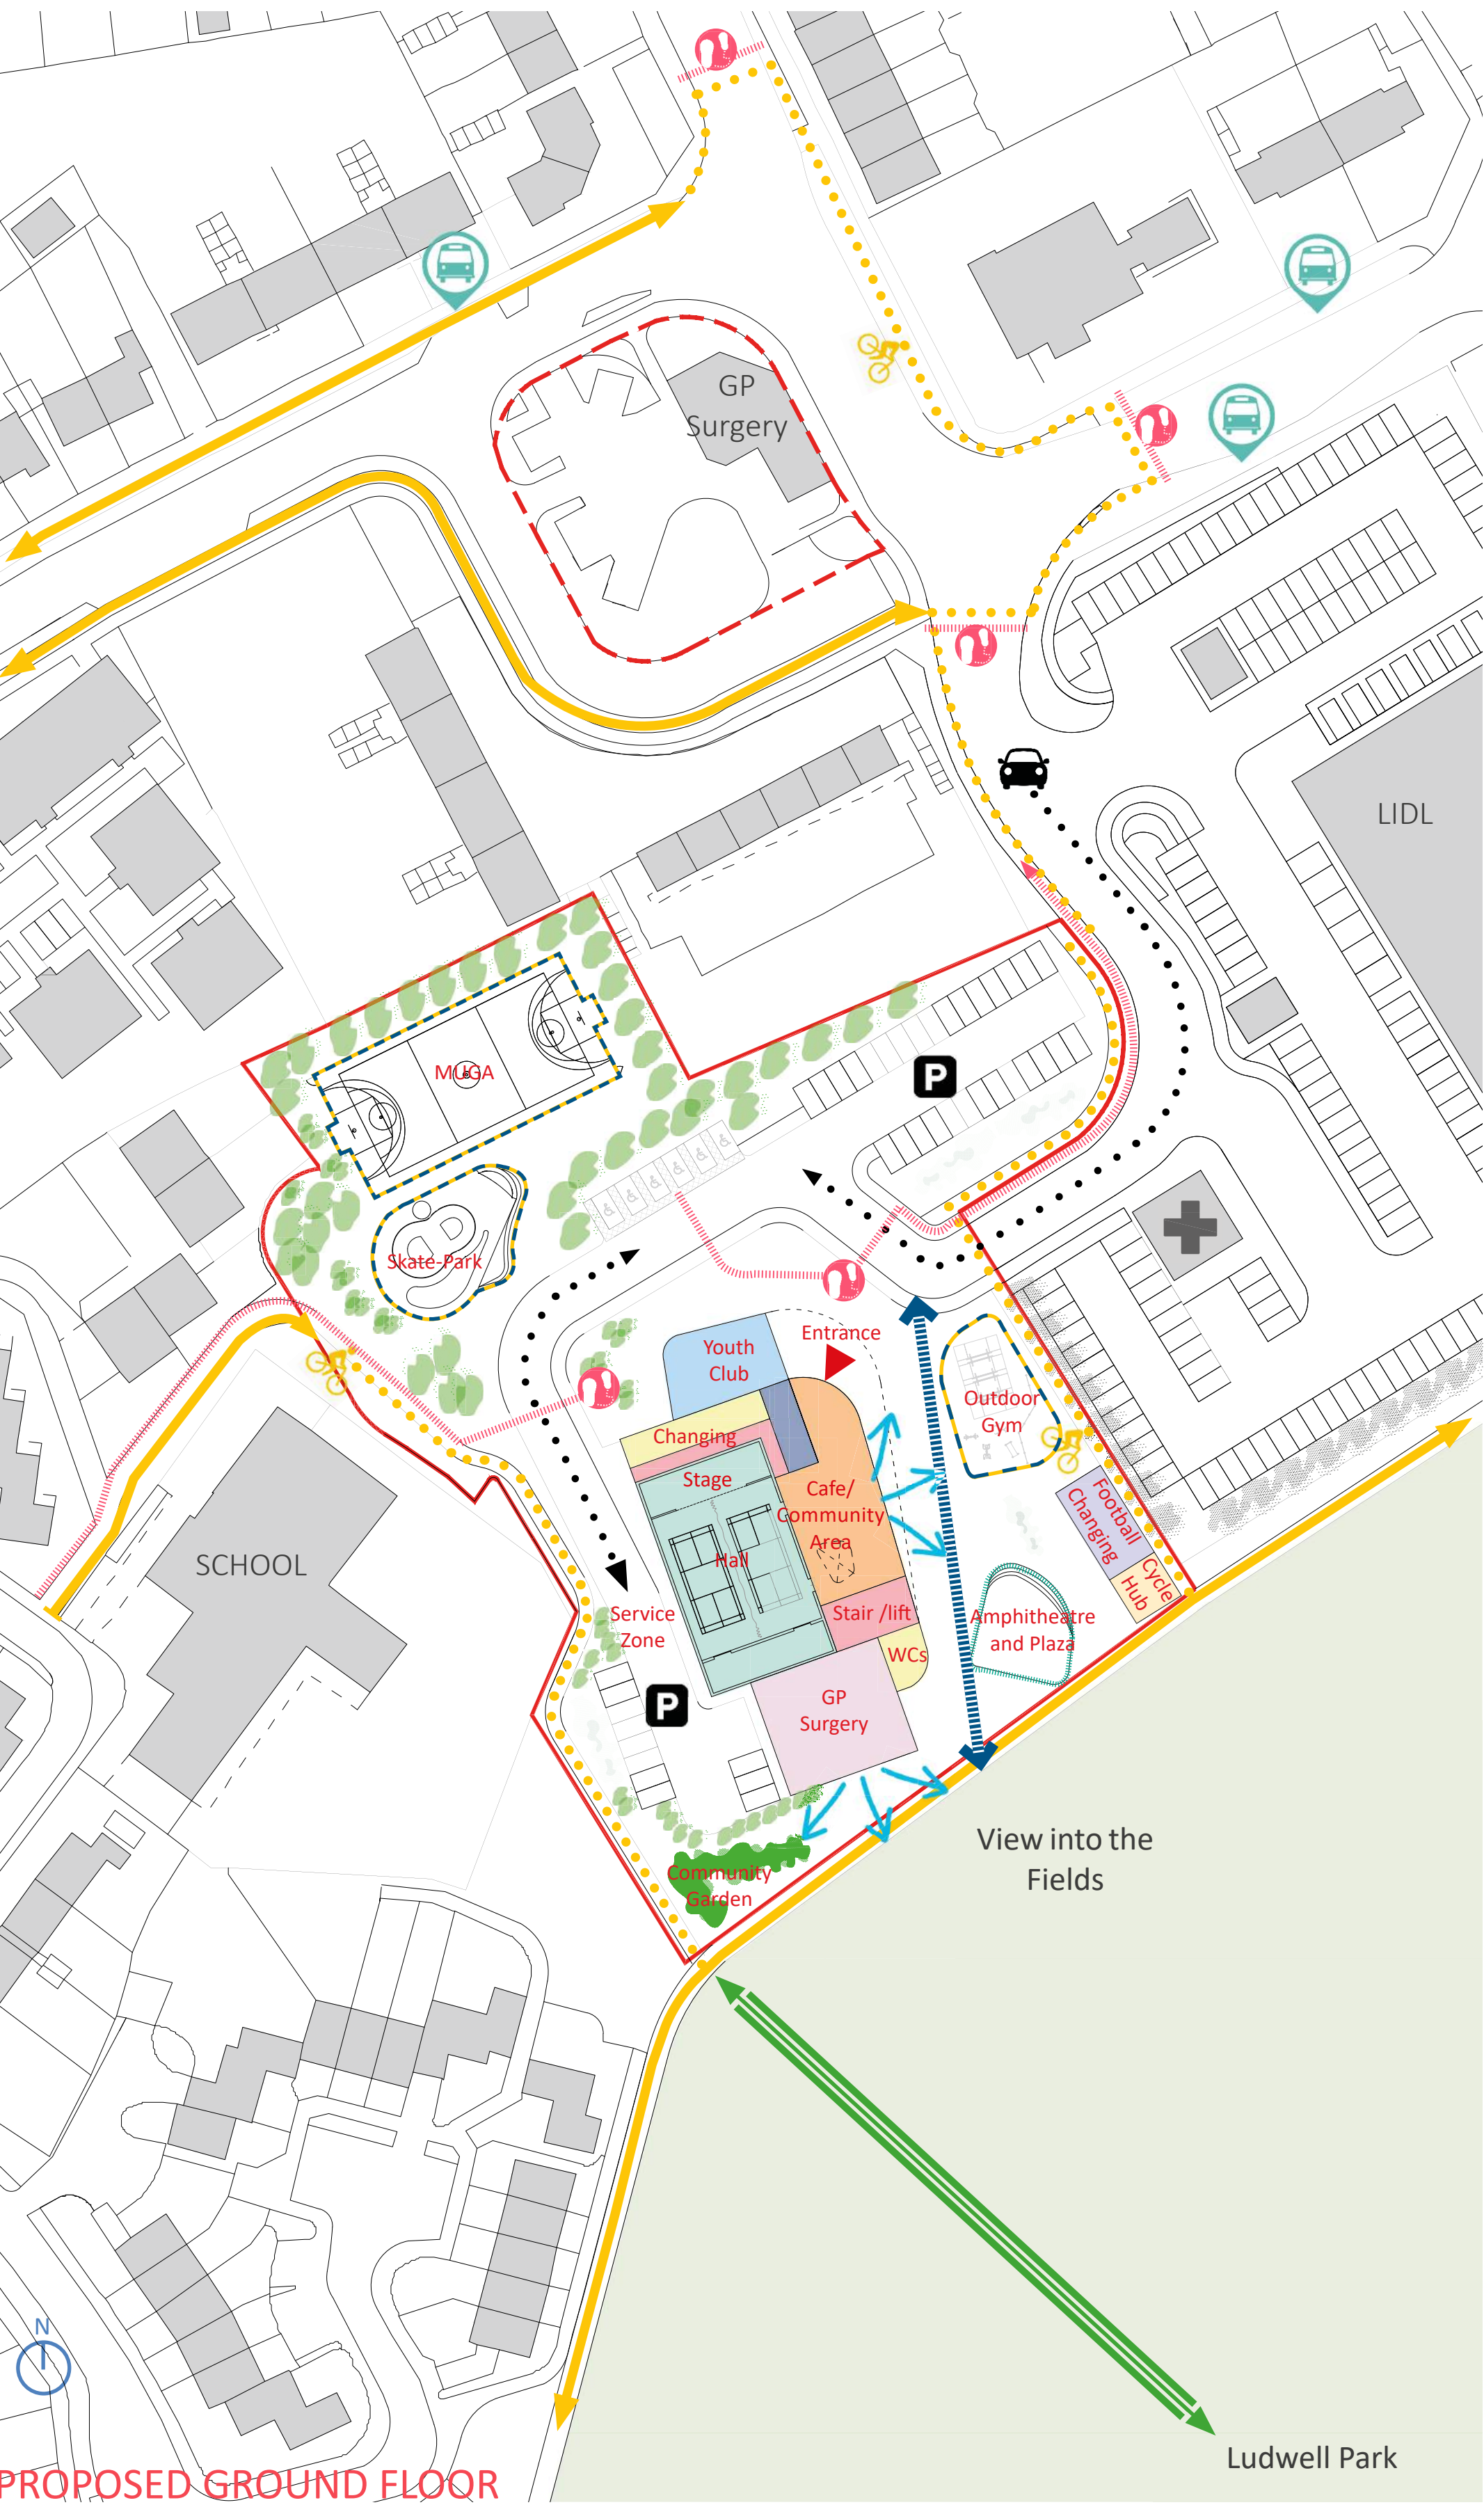 GP
Surgery
LIDL
P
MUGA
Skate-Park
Youth
Club
Entrance
Outdoor
Gym
Changing
Stage
Cafe/
Community
Area
Hall
Football
Changing
Cycle
Hub
SCHOOL
Service
Zone
Stair /lift
Amphitheatre
and Plaza
WCs
P
GP
Surgery
View into the
Fields
Community
Garden
N
Ludwell Park
PROPOSED GROUND FLOOR